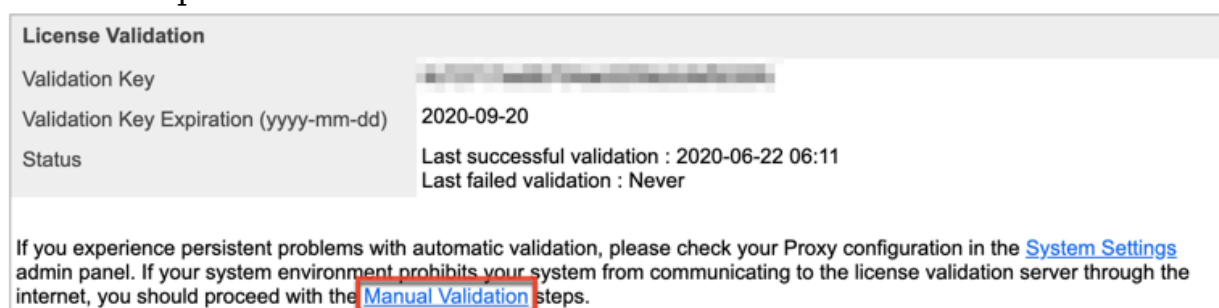 License Validation
Validation Key
Validation Key Expiration (yyyy-mm-dd) 2020-09-20
Status Last successful validation : 2020-06-22 06:11
Last failed validation : Never
If you experience persistent problems with automatic validation, please check your Proxy configuration in the System Settings
admin panel. If your system environment prohibits your system from communicating to the license validation server through the
internet, you should proceed with the Manual Validation steps.